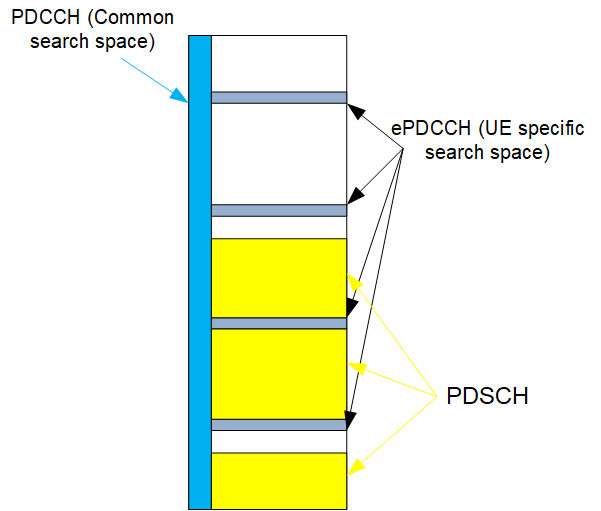 PDCCH (Common
search space)
ePDCCH (UE specific
search space)
PDSCH